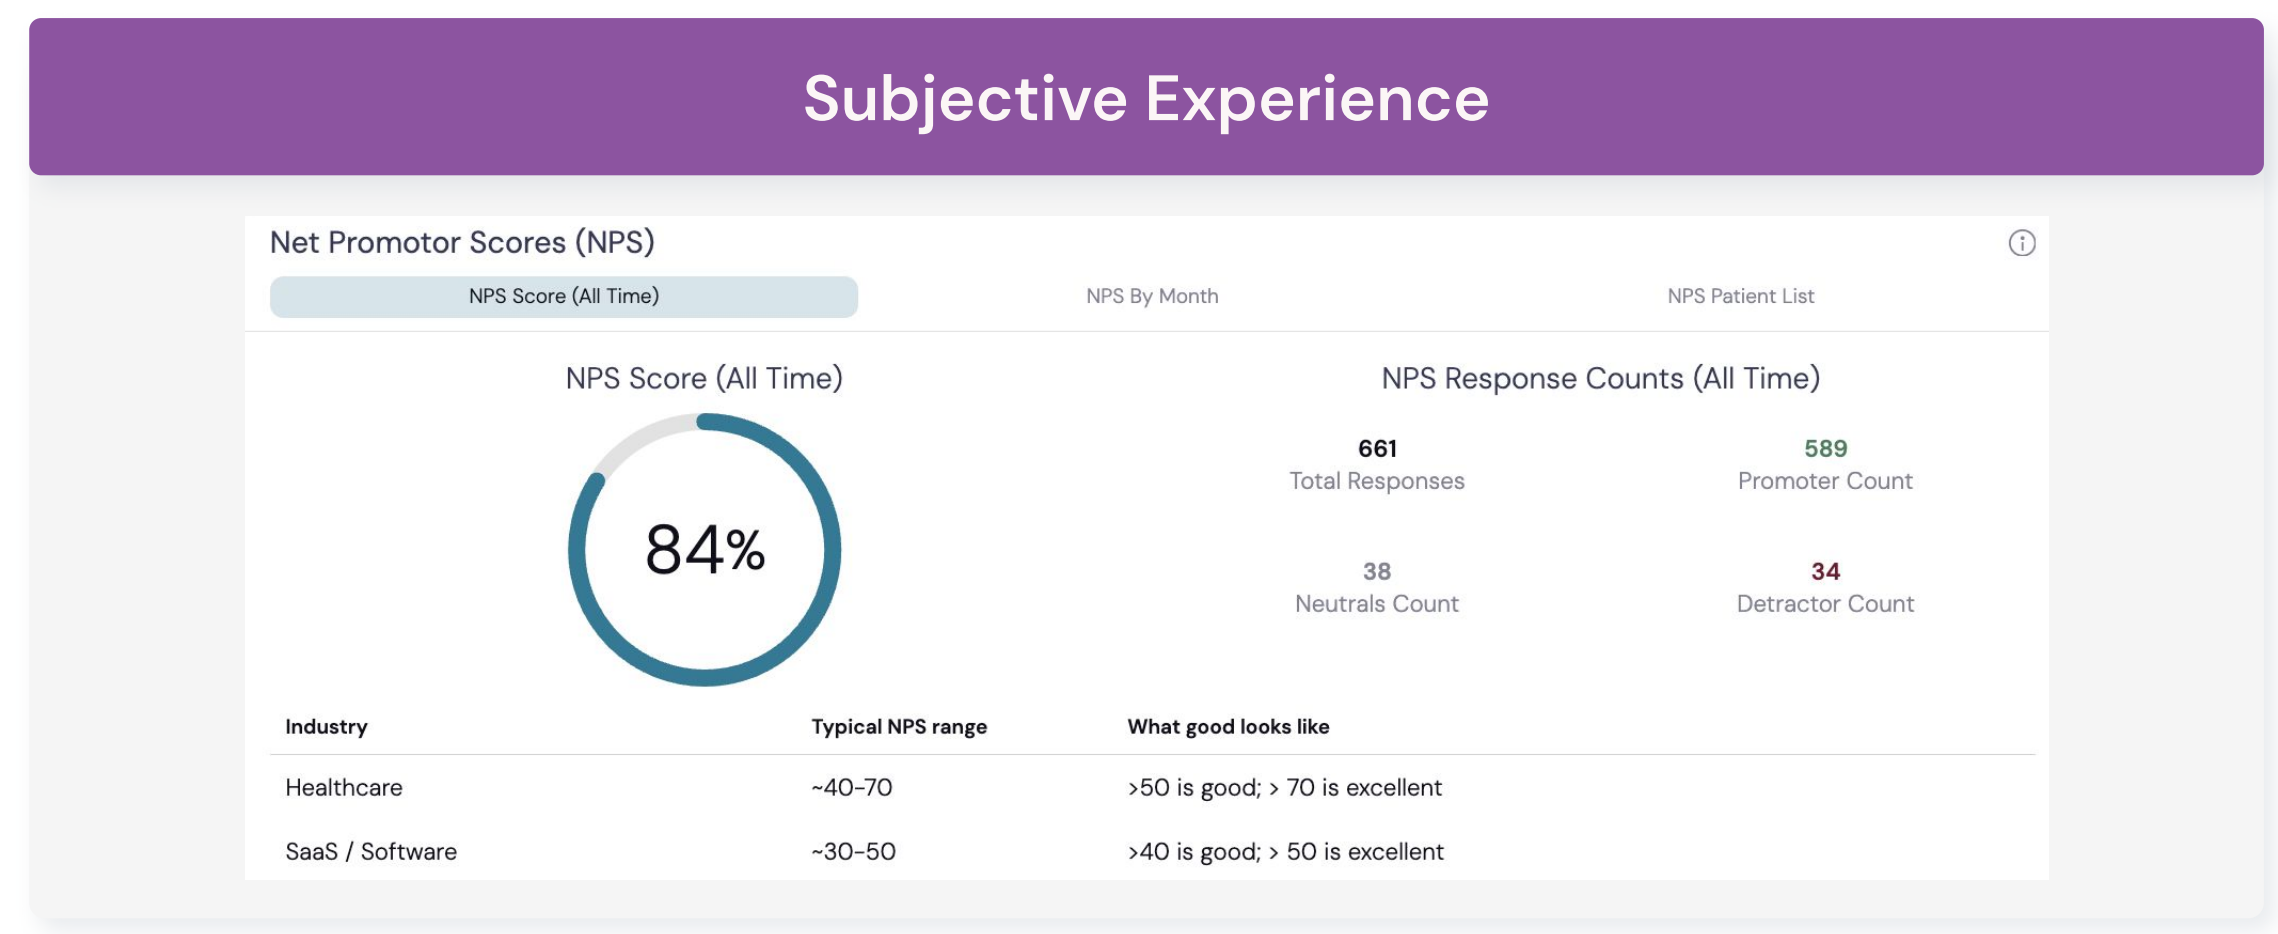 Subjective Experience
Net Promotor Scores (NPS)
NPS Score (All Time) NPS By Month NPS Patient List
NPS Score (All Time)
84%
NPS Response Counts (All Time)
661 589
Total Responses Promoter Count
38 34
Neutrals Count Detractor Count
Industry Typical NPS range What good looks like
Healthcare ~40-70 >50 is good; > 70 is excellent
SaaS / Software ~30-50 >40 is good; > 50 is excellent